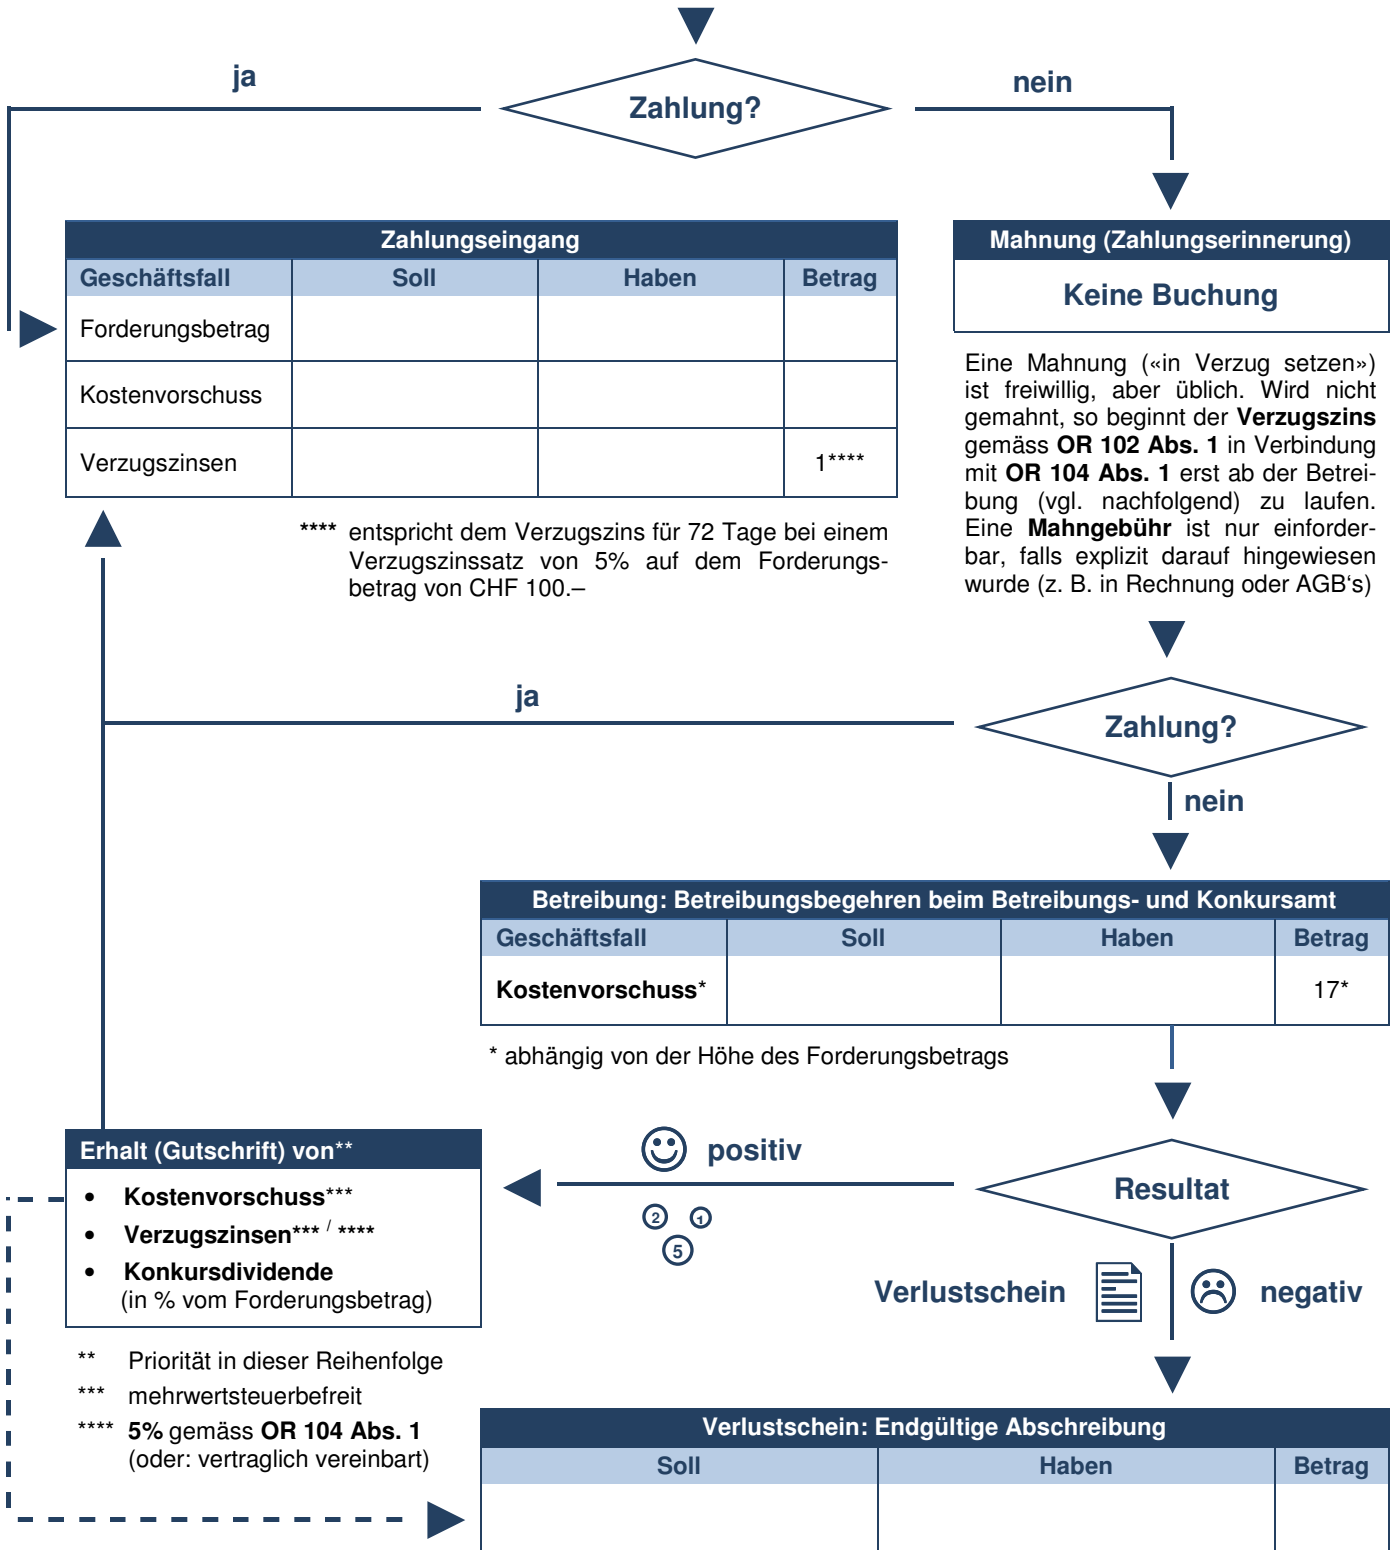 ja
Zahlung?
nein
Zahlungseingang
Geschäftsfall Soll Haben Betrag
Forderungsbetrag
Kostenvorschuss
Verzugszinsen 1****
**** entspricht dem Verzugszins für 72 Tage bei einem
Verzugszinssatz von 5% auf dem Forderungs-
betrag von CHF 100.–
Mahnung (Zahlungserinnerung)
Keine Buchung
Eine Mahnung («in Verzug setzen»)
ist freiwillig, aber üblich. Wird nicht
gemahnt, so beginnt der Verzugszins
gemäss OR 102 Abs. 1 in Verbindung
mit OR 104 Abs. 1 erst ab der Betrei-
bung (vgl. nachfolgend) zu laufen.
Eine Mahngebühr ist nur einforder-
bar, falls explizit darauf hingewiesen
wurde (z. B. in Rechnung oder AGB‘s)
ja
Zahlung?
nein
Betreibung: Betreibungsbegehren beim Betreibungs- und Konkursamt
Geschäftsfall Soll Haben Betrag
Kostenvorschuss* 17*
* abhängig von der Höhe des Forderungsbetrags
Erhalt (Gutschrift) von**
• Kostenvorschuss***
• Verzugszinsen*** / ****
• Konkursdividende
(in % vom Forderungsbetrag)
** Priorität in dieser Reihenfolge
*** mehrwertsteuerbefreit
**** 5% gemäss OR 104 Abs. 1
(oder: vertraglich vereinbart)
positiv
2 1
5
Resultat
Verlustschein
negativ
Verlustschein: Endgültige Abschreibung
Soll Haben Betrag